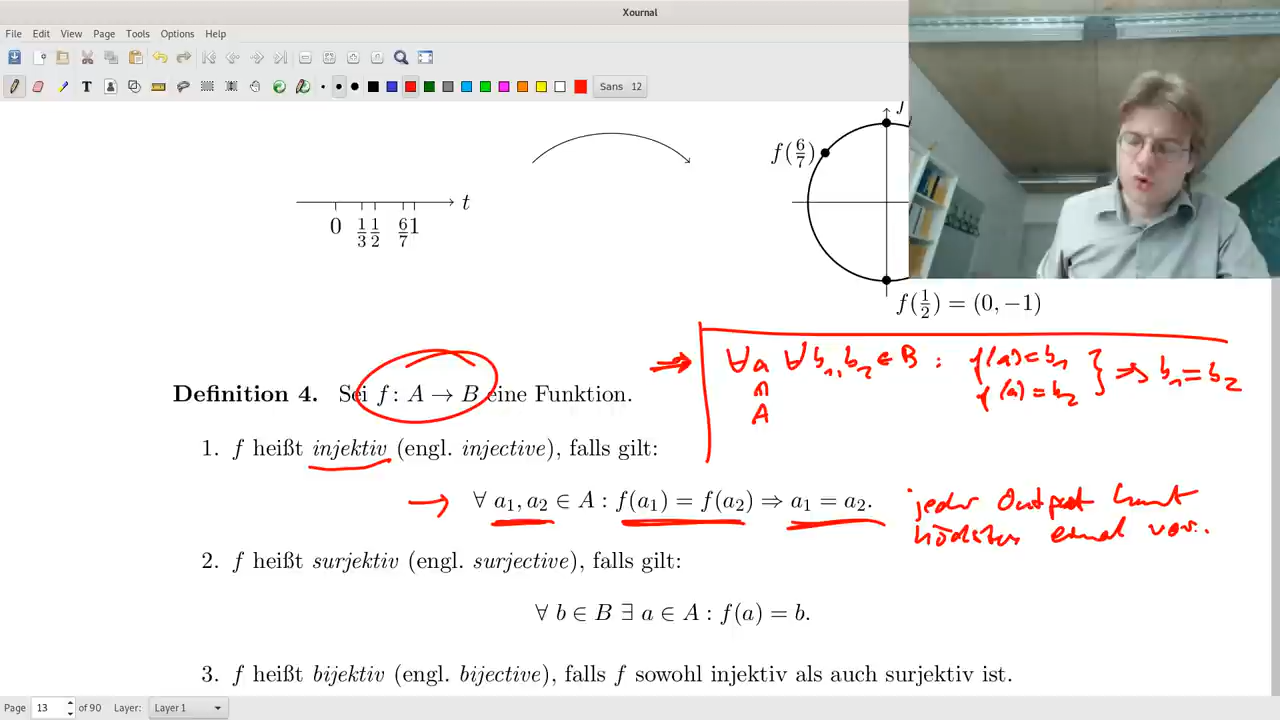 Xournal
File Edit View Page Tools Options Help
Sans 12
f(6/7)
0 1/3 1/2 6/7 1 t
f(1/2) = (0, −1)
∀a ∀b₁, b₂ ∈ B : f(a) = b₁ } ⇒ b₁ = b₂
∈ f(a) = b₂
A
Definition 4. Sei f : A → B eine Funktion.
1. f heißt injektiv (engl. injective), falls gilt:
∀ a₁, a₂ ∈ A : f(a₁) = f(a₂) ⇒ a₁ = a₂.
jeder Output kommt
höchstens einmal vor.
2. f heißt surjektiv (engl. surjective), falls gilt:
∀ b ∈ B ∃ a ∈ A : f(a) = b.
3. f heißt bijektiv (engl. bijective), falls f sowohl injektiv als auch surjektiv ist.
Page 13 of 90 Layer: Layer 1